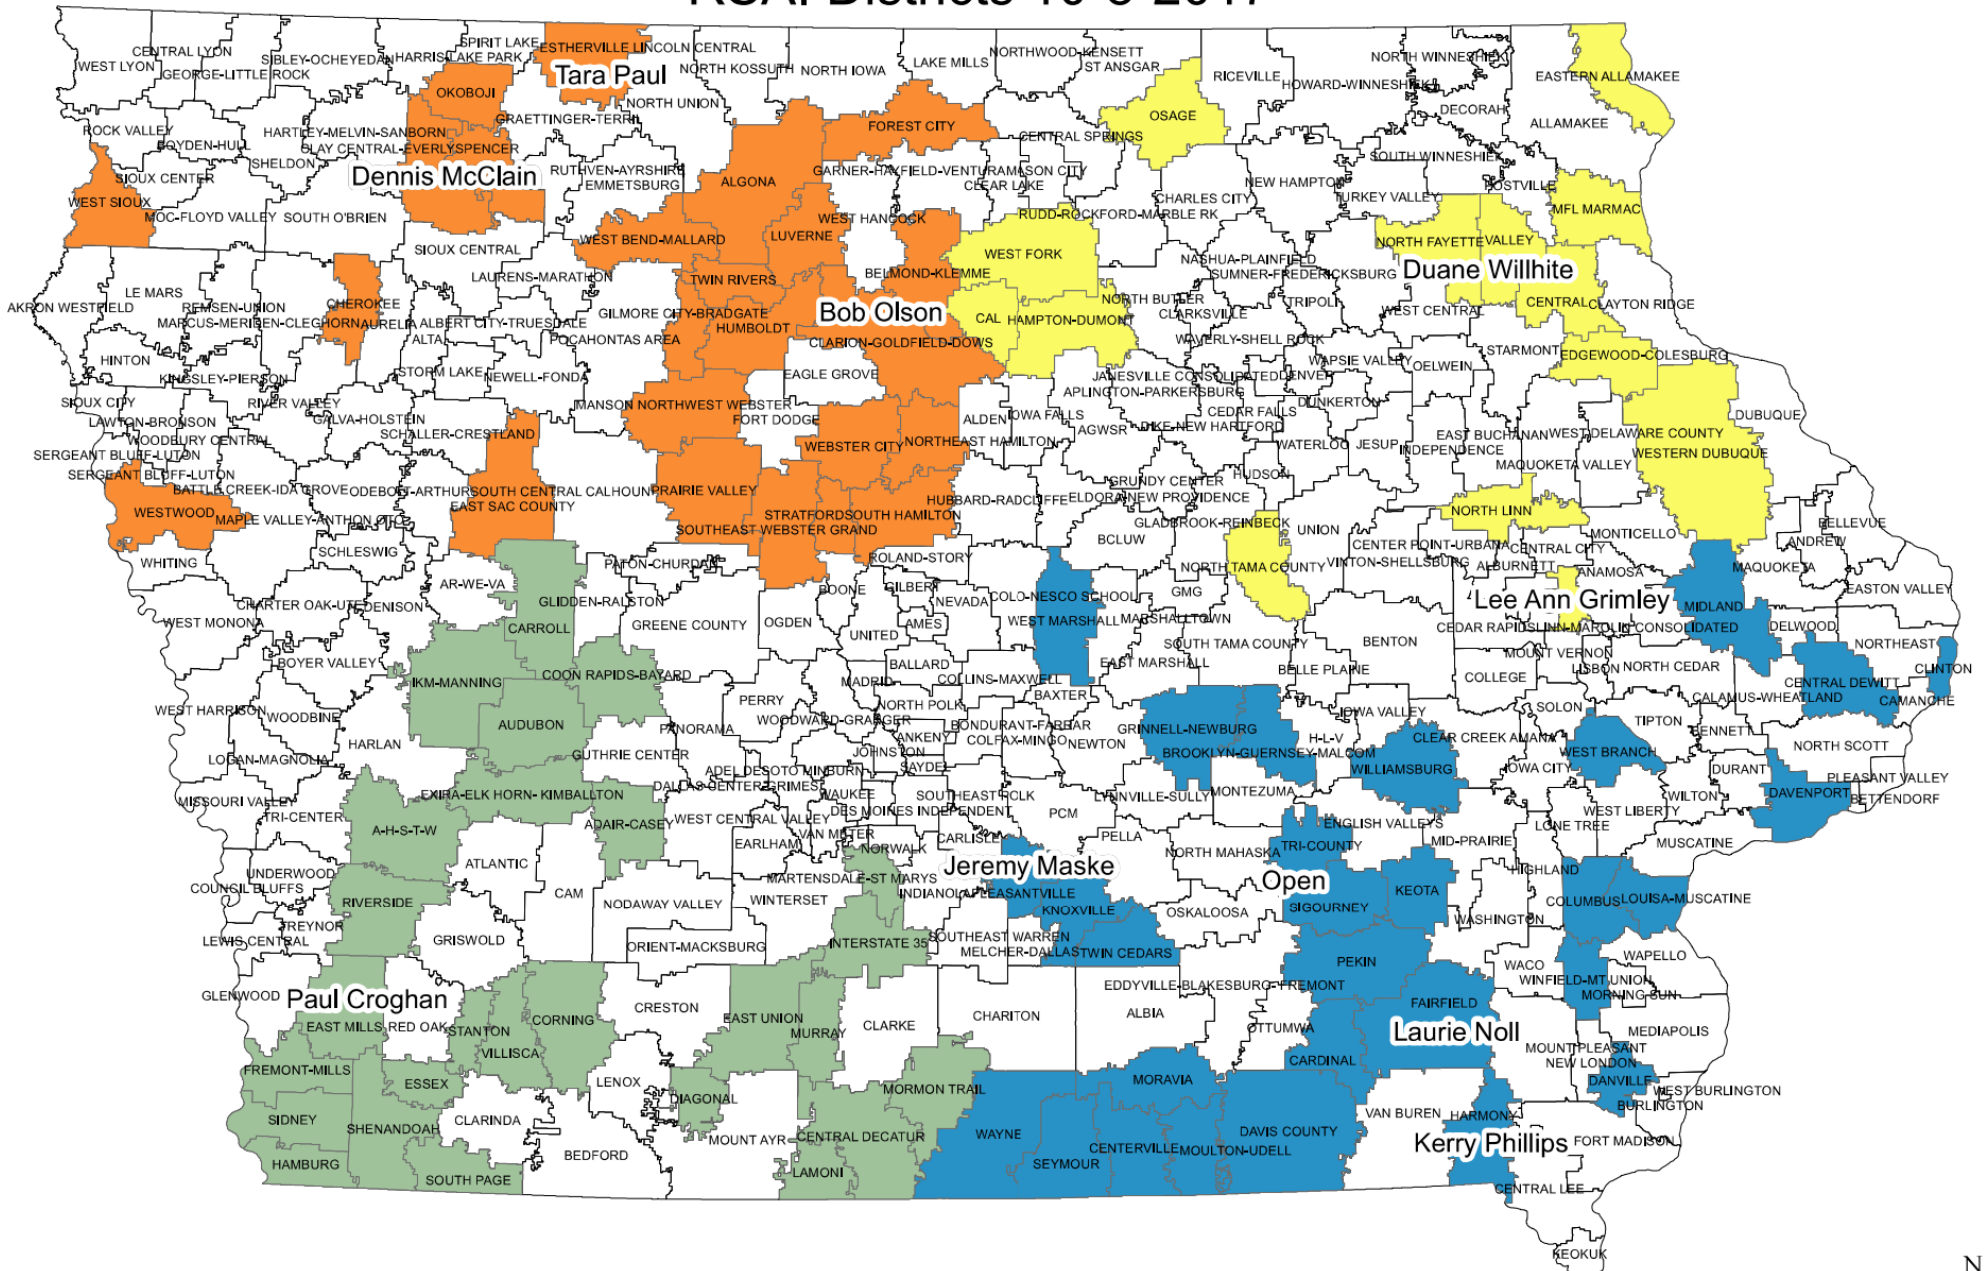 RSAI Districts 10-3-2017
CENTRAL LYON
WEST LYON
GEORGE-LITTLE ROCK
SIBLEY-OCHEYEDAN
HARRIS-LAKE PARK
SPIRIT LAKE
ESTHERVILLE LINCOLN CENTRAL
Tara Paul
NORTH KOSSUTH
NORTH IOWA
LAKE MILLS
NORTHWOOD-KENSETT
ST ANSGAR
RICEVILLE
HOWARD-WINNESHIEK
NORTH WINNESHIEK
EASTERN ALLAMAKEE
OKOBOJI
NORTH UNION
GRAETTINGER-TERRIL
FOREST CITY
CENTRAL SPRINGS
OSAGE
DECORAH
ALLAMAKEE
ROCK VALLEY
BOYDEN-HULL
HARTLEY-MELVIN-SANBORN
CLAY CENTRAL-EVERLY
SPENCER
SHELDON
Dennis McClain
RUTHVEN-AYRSHIRE
EMMETSBURG
ALGONA
GARNER-HAYFIELD-VENTURA
MASON CITY
CLEAR LAKE
NEW HAMPTON
SOUTH WINNESHIEK
POSTVILLE
TURKEY VALLEY
MFL MARMAC
SIOUX CENTER
WEST SIOUX
MOC-FLOYD VALLEY
SOUTH O'BRIEN
SIOUX CENTRAL
WEST BEND-MALLARD
LUVERNE
WEST HANCOCK
RUDD-ROCKFORD-MARBLE RK
CHARLES CITY
WEST FORK
NORTH FAYETTE
VALLEY
Duane Willhite
LAURENS-MARATHON
TWIN RIVERS
BELMOND-KLEMME
NASHUA-PLAINFIELD
SUMNER-FREDERICKSBURG
AKRON WESTFIELD
LE MARS
REMSEN-UNION
MARCUS-MERIDEN-CLEGHORN
CHEROKEE
AURELIA
ALBERT CITY-TRUESDALE
ALTA
GILMORE CITY-BRADGATE
HUMBOLDT
Bob Olson
CAL
HAMPTON-DUMONT
NORTH BUTLER
CLARKSVILLE
TRIPOLI
WEST CENTRAL
CENTRAL
CLAYTON RIDGE
POCAHONTAS AREA
CLARION-GOLDFIELD-DOWS
WAVERLY-SHELL ROCK
WAPSIE VALLEY
OELWEIN
STARMONT
EDGEWOOD-COLESBURG
HINTON
KINGSLEY-PIERSON
STORM LAKE
NEWELL-FONDA
EAGLE GROVE
JANESVILLE CONSOLIDATED
DENVER
APLINGTON-PARKERSBURG
SIOUX CITY
LAWTON-BRONSON
WOODBURY CENTRAL
RIVER VALLEY
GALVA-HOLSTEIN
SCHALLER-CRESTLAND
MANSON NORTHWEST WEBSTER
FORT DODGE
ALDEN
IOWA FALLS
AGWSR
CEDAR FALLS
DIKE-NEW HARTFORD
DUNKERTON
DUBUQUE
SERGEANT BLUFF-LUTON
SERGEANT BLUFF-LUTON
WEBSTER CITY
NORTHEAST HAMILTON
WATERLOO
JESUP
INDEPENDENCE
EAST BUCHANAN
WEST DELAWARE COUNTY
WESTERN DUBUQUE
MAQUOKETA VALLEY
HUDSON
GRUNDY CENTER
BATTLE CREEK-IDA GROVE
ODEBOLT-ARTHUR
SOUTH CENTRAL CALHOUN
EAST SAC COUNTY
PRAIRIE VALLEY
HUBBARD-RADCLIFFE
ELDORA-NEW PROVIDENCE
WESTWOOD
MAPLE VALLEY-ANTHON OTO
STRATFORD
SOUTH HAMILTON
SOUTHEAST WEBSTER GRAND
GLADBROOK-REINBECK
UNION
NORTH LINN
MONTICELLO
BELLEVUE
ANDREW
SCHLESWIG
WHITING
PATON-CHURDAN
ROLAND-STORY
BCLUW
CENTER POINT-URBANA
CENTRAL CITY
VINTON-SHELLSBURG
ALBURNETT
ANAMOSA
MAQUOKETA
AR-WE-VA
NORTH TAMA COUNTY
EASTON VALLEY
CHARTER OAK-UTE
DENISON
GLIDDEN-RALSTON
BOONE
GILBERT
NEVADA
COLO-NESCO SCHOOL
GMG
Lee Ann Grimley
MIDLAND
WEST MONONA
CARROLL
GREENE COUNTY
OGDEN
UNITED
AMES
WEST MARSHALL
MARSHALLTOWN
SOUTH TAMA COUNTY
BENTON
CEDAR RAPIDS
LINN-MAR
OLIN CONSOLIDATED
DELWOOD
NORTHEAST
BOYER VALLEY
COON RAPIDS-BAYARD
BALLARD
MADRID
COLLINS-MAXWELL
EAST MARSHALL
BELLE PLAINE
MOUNT VERNON
LISBON
NORTH CEDAR
CLINTON
IKM-MANNING
COLLEGE
CENTRAL DEWITT
CALAMUS-WHEATLAND
CAMANCHE
WEST HARRISON
WOODBINE
AUDUBON
PANORAMA
PERRY
WOODWARD-GRANGER
NORTH POLK
BAXTER
BONDURANT-FARRAR
COLFAX-MINGO
NEWTON
GRINNELL-NEWBURG
IOWA VALLEY
H-L-V
BROOKLYN-GUERNSEY-MALCOM
CLEAR CREEK AMANA
SOLON
TIPTON
BENNETT
WEST BRANCH
NORTH SCOTT
HARLAN
LOGAN-MAGNOLIA
GUTHRIE CENTER
ANKENY
JOHNSTON
SAYDEL
ADEL DESOTO MINBURN
DALLAS CENTER-GRIMES
WAUKEE
WILLIAMSBURG
IOWA CITY
DURANT
PLEASANT VALLEY
DAVENPORT
BETTENDORF
MISSOURI VALLEY
TRI-CENTER
EXIRA-ELK HORN- KIMBALLTON
SOUTHEAST POLK
DES MOINES INDEPENDENT
LYNNVILLE-SULLY
MONTEZUMA
WEST LIBERTY
WILTON
A-H-S-T-W
ADAIR-CASEY
WEST CENTRAL VALLEY
VAN METER
EARLHAM
NORWALK
CARLISLE
PCM
PELLA
NORTH MAHASKA
ENGLISH VALLEYS
TRI-COUNTY
MID-PRAIRIE
LONE TREE
MUSCATINE
ATLANTIC
UNDERWOOD
COUNCIL BLUFFS
CAM
MARTENSDALE-ST MARYS
INDIANOLA
Jeremy Maske
PLEASANTVILLE
Open
KEOTA
HIGHLAND
COLUMBUS
LOUISA-MUSCATINE
RIVERSIDE
NODAWAY VALLEY
WINTERSET
KNOXVILLE
OSKALOOSA
SIGOURNEY
WASHINGTON
TREYNOR
LEWIS CENTRAL
GRISWOLD
ORIENT-MACKSBURG
INTERSTATE 35
SOUTHEAST WARREN
MELCHER-DALLAS
TWIN CEDARS
PEKIN
WACO
WAPELLO
GLENWOOD
Paul Croghan
CRESTON
EDDYVILLE-BLAKESBURG- FREMONT
FAIRFIELD
WINFIELD-MT UNION
MORNING SUN
EAST MILLS
RED OAK
STANTON
VILLISCA
CORNING
EAST UNION
MURRAY
CLARKE
CHARITON
ALBIA
OTTUMWA
Laurie Noll
MEDIAPOLIS
FREMONT-MILLS
ESSEX
LENOX
DIAGONAL
MORMON TRAIL
MORAVIA
CARDINAL
MOUNT PLEASANT
NEW LONDON
DANVILLE
WEST BURLINGTON
BURLINGTON
SIDNEY
SHENANDOAH
CLARINDA
MOUNT AYR
CENTRAL DECATUR
WAYNE
DAVIS COUNTY
VAN BUREN
HARMONY
Kerry Phillips
FORT MADISON
HAMBURG
SOUTH PAGE
BEDFORD
LAMONI
SEYMOUR
CENTERVILLE
MOULTON-UDELL
CENTRAL LEE
KEOKUK
N